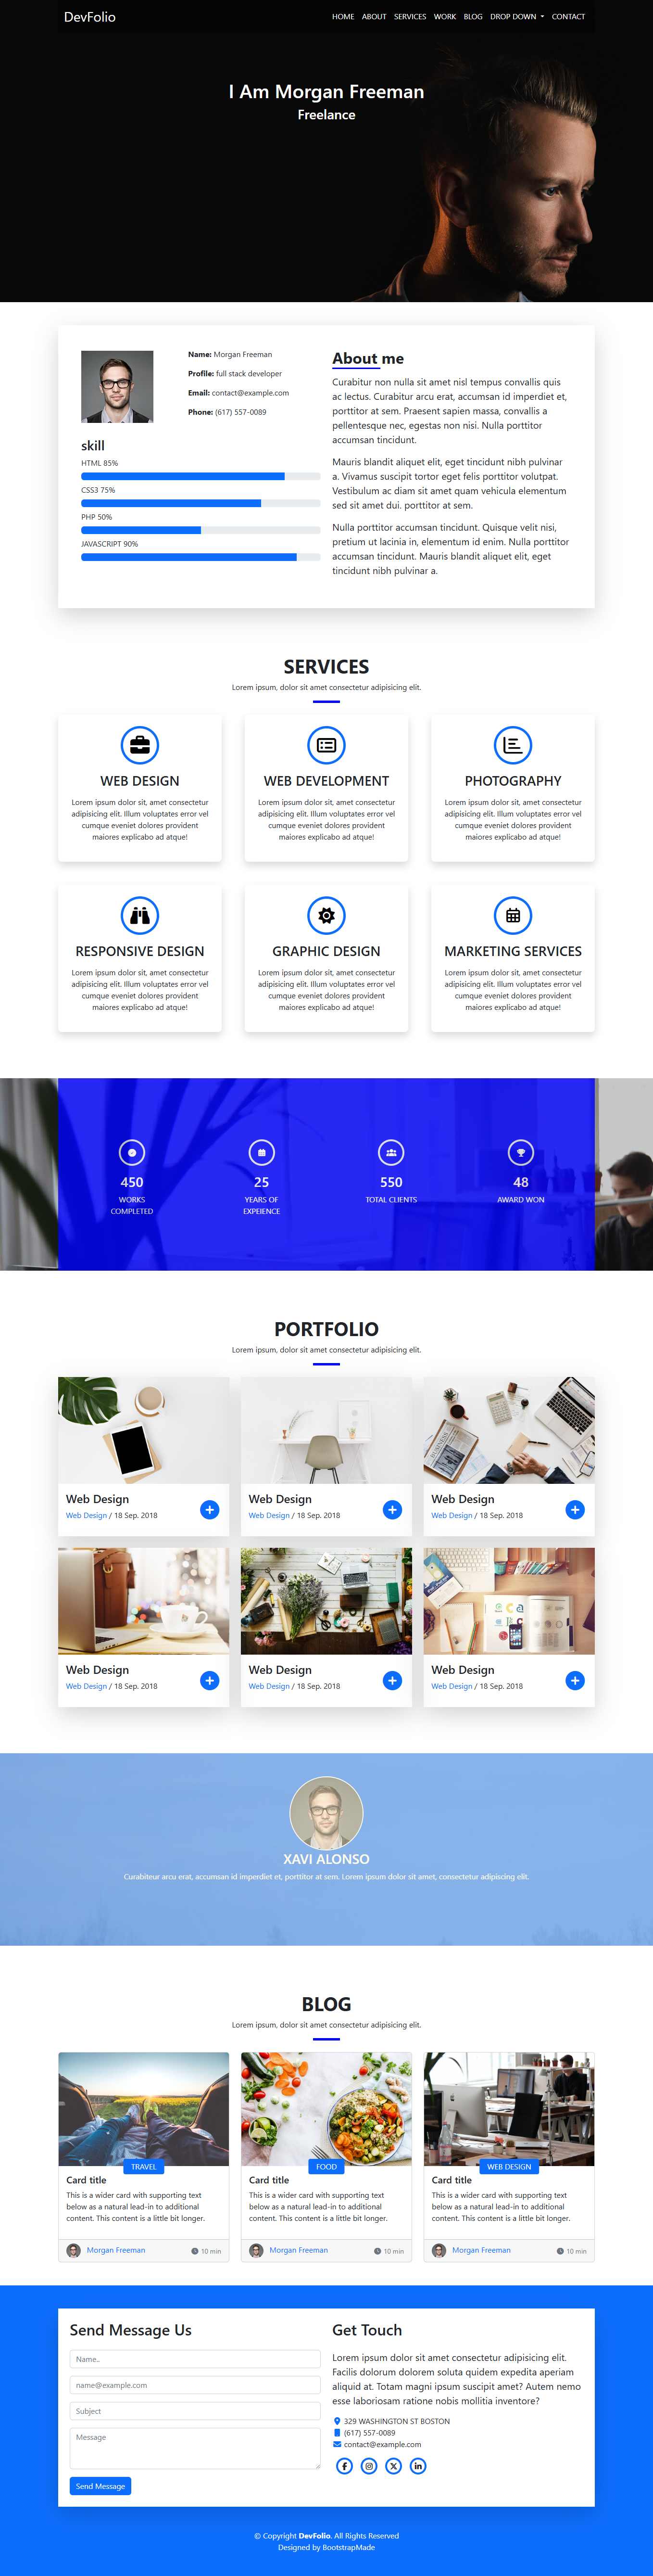 DevFolio
HOME ABOUT SERVICES WORK BLOG DROP DOWN CONTACT
I Am Morgan Freeman
Freelance
Name: Morgan Freeman
Profile: full stack developer
Email: contact@example.com
Phone: (617) 557-0089
skill
HTML 85%
CSS3 75%
PHP 50%
JAVASCRIPT 90%
About me
Curabitur non nulla sit amet nisl tempus convallis quis
ac lectus. Curabitur arcu erat, accumsan id imperdiet et,
porttitor at sem. Praesent sapien massa, convallis a
pellentesque nec, egestas non nisi. Nulla porttitor
accumsan tincidunt.
Mauris blandit aliquet elit, eget tincidunt nibh pulvinar
a. Vivamus suscipit tortor eget felis porttitor volutpat.
Vestibulum ac diam sit amet quam vehicula elementum
sed sit amet dui. porttitor at sem.
Nulla porttitor accumsan tincidunt. Quisque velit nisi,
pretium ut lacinia in, elementum id enim. Nulla porttitor
accumsan tincidunt. Mauris blandit aliquet elit, eget
tincidunt nibh pulvinar a.
SERVICES
Lorem ipsum, dolor sit amet consectetur adipisicing elit.
WEB DESIGN
Lorem ipsum dolor sit, amet consectetur
adipisicing elit. Illum voluptates error vel
cumque eveniet dolores provident
maiores explicabo ad atque!
WEB DEVELOPMENT
Lorem ipsum dolor sit, amet consectetur
adipisicing elit. Illum voluptates error vel
cumque eveniet dolores provident
maiores explicabo ad atque!
PHOTOGRAPHY
Lorem ipsum dolor sit, amet consectetur
adipisicing elit. Illum voluptates error vel
cumque eveniet dolores provident
maiores explicabo ad atque!
RESPONSIVE DESIGN
Lorem ipsum dolor sit, amet consectetur
adipisicing elit. Illum voluptates error vel
cumque eveniet dolores provident
maiores explicabo ad atque!
GRAPHIC DESIGN
Lorem ipsum dolor sit, amet consectetur
adipisicing elit. Illum voluptates error vel
cumque eveniet dolores provident
maiores explicabo ad atque!
MARKETING SERVICES
Lorem ipsum dolor sit, amet consectetur
adipisicing elit. Illum voluptates error vel
cumque eveniet dolores provident
maiores explicabo ad atque!
450
WORKS
COMPLETED
25
YEARS OF
EXPEIENCE
550
TOTAL CLIENTS
48
AWARD WON
PORTFOLIO
Lorem ipsum, dolor sit amet consectetur adipisicing elit.
Web Design
Web Design / 18 Sep. 2018
Web Design
Web Design / 18 Sep. 2018
BUSINESS
Web Design
Web Design / 18 Sep. 2018
Web Design
Web Design / 18 Sep. 2018
Web Design
Web Design / 18 Sep. 2018
Web Design
Web Design / 18 Sep. 2018
XAVI ALONSO
Curabiteur arcu erat, accumsan id imperdiet et, porttitor at sem. Lorem ipsum dolor sit amet, consectetur adipiscing elit.
BLOG
Lorem ipsum, dolor sit amet consectetur adipisicing elit.
TRAVEL
Card title
This is a wider card with supporting text
below as a natural lead-in to additional
content. This content is a little bit longer.
Morgan Freeman 10 min
FOOD
Card title
This is a wider card with supporting text
below as a natural lead-in to additional
content. This content is a little bit longer.
Morgan Freeman 10 min
WEB DESIGN
Card title
This is a wider card with supporting text
below as a natural lead-in to additional
content. This content is a little bit longer.
Morgan Freeman 10 min
Send Message Us
Name..
name@example.com
Subject
Message
Send Message
Get Touch
Lorem ipsum dolor sit amet consectetur adipisicing elit.
Facilis dolorum dolorem soluta quidem expedita aperiam
aliquid at. Totam magni ipsum suscipit amet? Autem nemo
esse laboriosam ratione nobis mollitia inventore?
329 WASHINGTON ST BOSTON
(617) 557-0089
contact@example.com
© Copyright DevFolio. All Rights Reserved
Designed by BootstrapMade